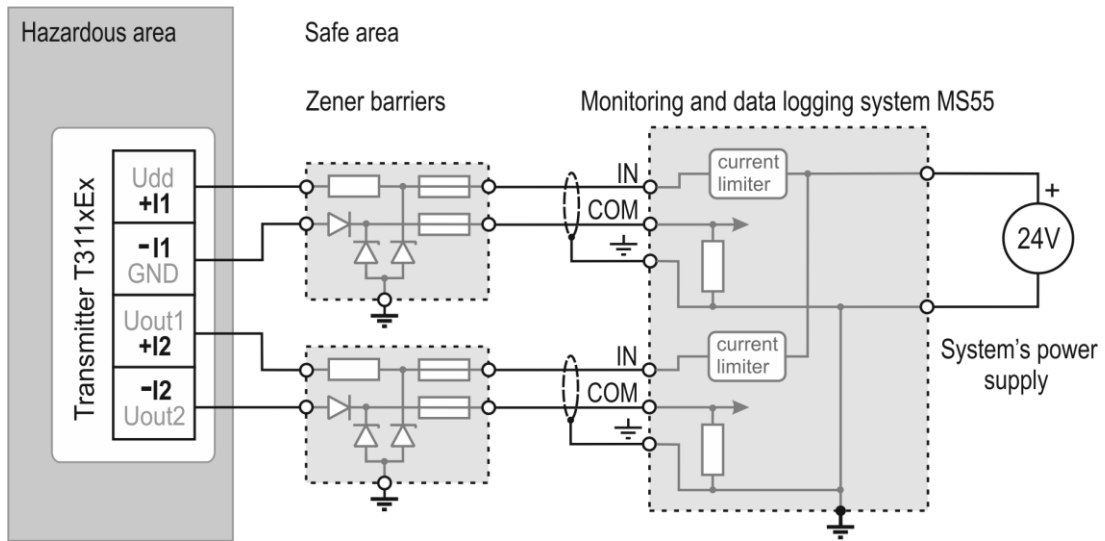 Hazardous area
Safe area
Zener barriers
Monitoring and data logging system MS55
Transmitter T311xEx
Udd
+I1
-I1
GND
Uout1
+I2
-I2
Uout2
IN
COM
current
limiter
+
24V
IN
COM
current
limiter
System's power
supply